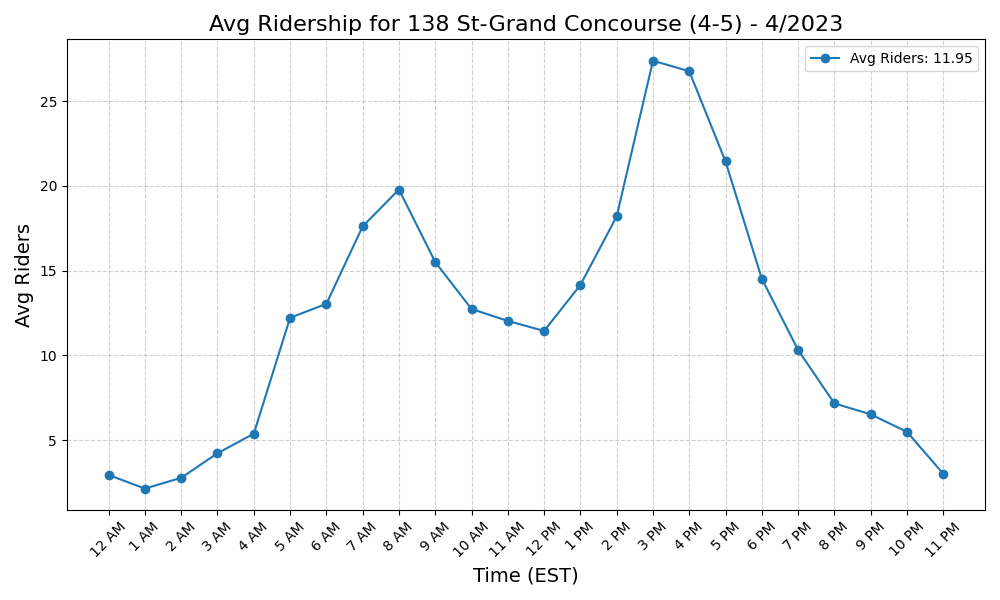 Avg Ridership for 138 St-Grand Concourse (4-5) - 4/2023
Avg Riders: 11.95
Avg Riders
25
20
15
10
5
12 AM
1 AM
2 AM
3 AM
4 AM
5 AM
6 AM
7 AM
8 AM
9 AM
10 AM
11 AM
12 PM
1 PM
2 PM
3 PM
4 PM
5 PM
6 PM
7 PM
8 PM
9 PM
10 PM
11 PM
Time (EST)